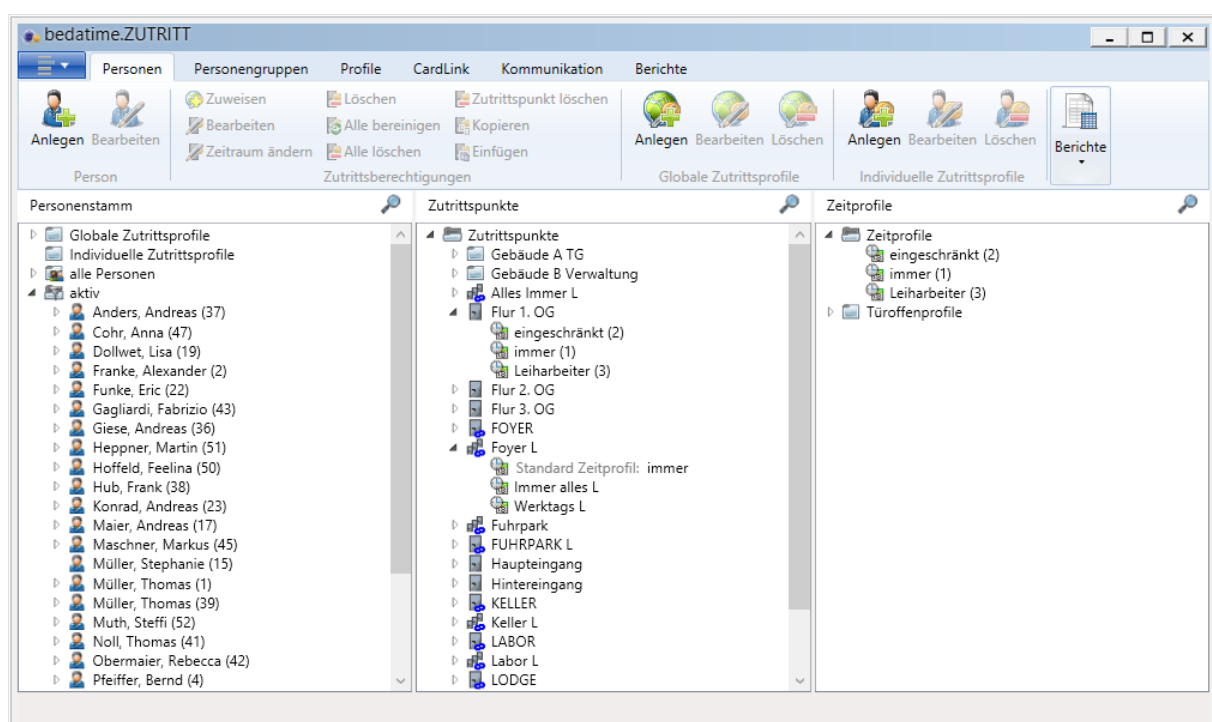 bedatime.ZUTRITT
Personen Personengruppen Profile CardLink Kommunikation Berichte
Anlegen Bearbeiten
Person
Zuweisen Löschen Zutrittspunkt löschen
Bearbeiten Alle bereinigen Kopieren
Zeitraum ändern Alle löschen Einfügen
Zutrittsberechtigungen
Anlegen Bearbeiten Löschen
Globale Zutrittsprofile
Anlegen Bearbeiten Löschen
Individuelle Zutrittsprofile
Berichte
Personenstamm
Globale Zutrittsprofile
Individuelle Zutrittsprofile
alle Personen
aktiv
Anders, Andreas (37)
Cohr, Anna (47)
Dollwet, Lisa (19)
Franke, Alexander (2)
Funke, Eric (22)
Gagliardi, Fabrizio (43)
Giese, Andreas (36)
Heppner, Martin (51)
Hoffeld, Feelina (50)
Hub, Frank (38)
Konrad, Andreas (23)
Maier, Andreas (17)
Maschner, Markus (45)
Müller, Stephanie (15)
Müller, Thomas (1)
Müller, Thomas (39)
Muth, Steffi (52)
Noll, Thomas (41)
Obermaier, Rebecca (42)
Pfeiffer, Bernd (4)
Zutrittspunkte
Zutrittspunkte
Gebäude A TG
Gebäude B Verwaltung
Alles Immer L
Flur 1. OG
eingeschränkt (2)
immer (1)
Leiharbeiter (3)
Flur 2. OG
Flur 3. OG
FOYER
Foyer L
Standard Zeitprofil: immer
Immer alles L
Werktags L
Fuhrpark
FUHRPARK L
Haupteingang
Hintereingang
KELLER
Keller L
LABOR
Labor L
LODGE
Zeitprofile
Zeitprofile
eingeschränkt (2)
immer (1)
Leiharbeiter (3)
Türoffenprofile